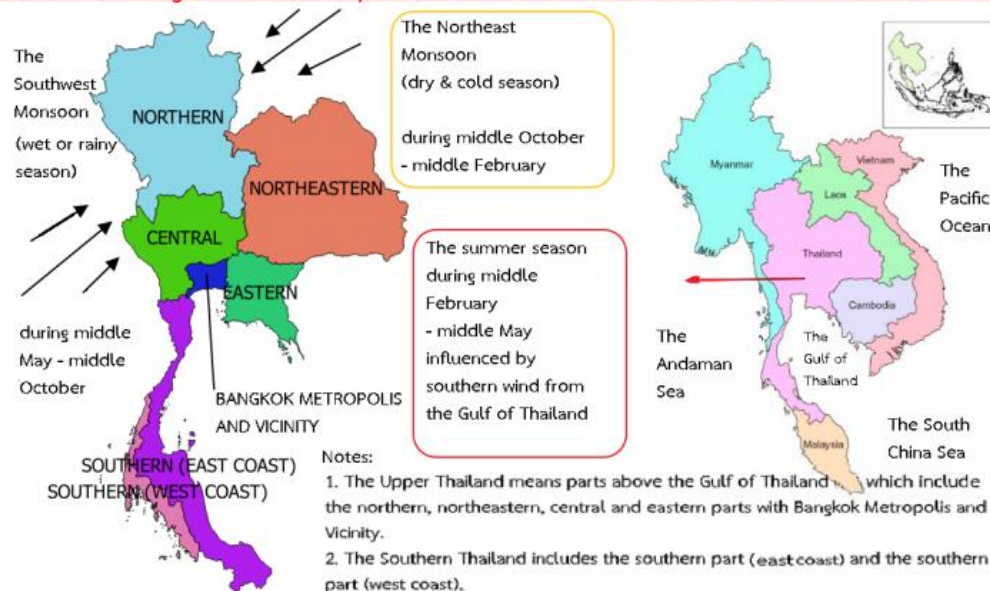 The
Southwest
Monsoon
(wet or rainy
season)
during middle
May - middle
October
NORTHERN
NORTHEASTERN
CENTRAL
EASTERN
BANGKOK METROPOLIS
AND VICINITY
SOUTHERN (EAST COAST)
SOUTHERN (WEST COAST)
The Northeast
Monsoon
(dry & cold season)
during middle October
- middle February
The summer season
during middle
February
- middle May
influenced by
southern wind from
the Gulf of Thailand
Myanmar
Vietnam
Laos
Thailand
Cambodia
Malaysia
The
Pacific
Ocean
The
Andaman
Sea
The
Gulf of
Thailand
The South
China Sea
Notes:
1. The Upper Thailand means parts above the Gulf of Thailand which include
the northern, northeastern, central and eastern parts with Bangkok Metropolis and
Vicinity.
2. The Southern Thailand includes the southern part (east coast) and the southern
part (west coast).